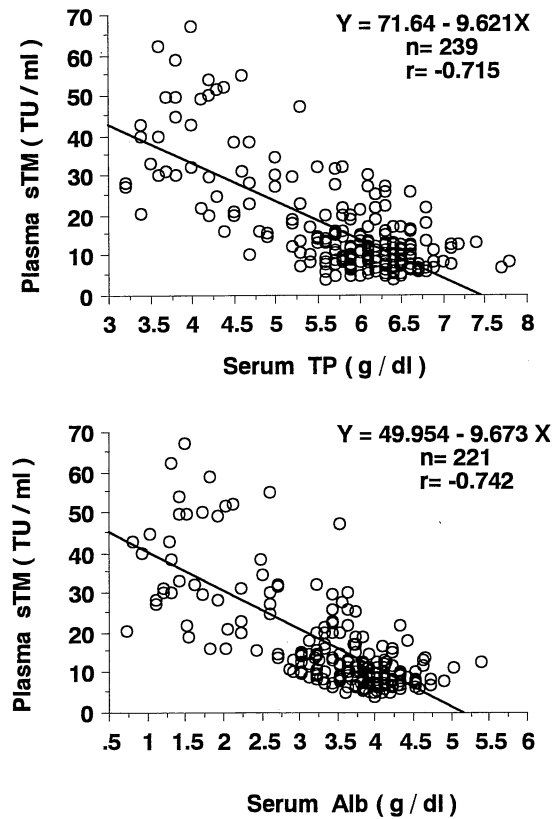 Y = 71.64 - 9.621X
n= 239
r= -0.715
Plasma sTM ( TU / ml )
70
60
50
40
30
20
10
0
3 3.5 4 4.5 5 5.5 6 6.5 7 7.5 8
Serum TP ( g / dl )
Y = 49.954 - 9.673 X
n= 221
r= -0.742
Plasma sTM ( TU / ml )
70
60
50
40
30
20
10
0
.5 1 1.5 2 2.5 3 3.5 4 4.5 5 5.5 6
Serum Alb ( g / dl )